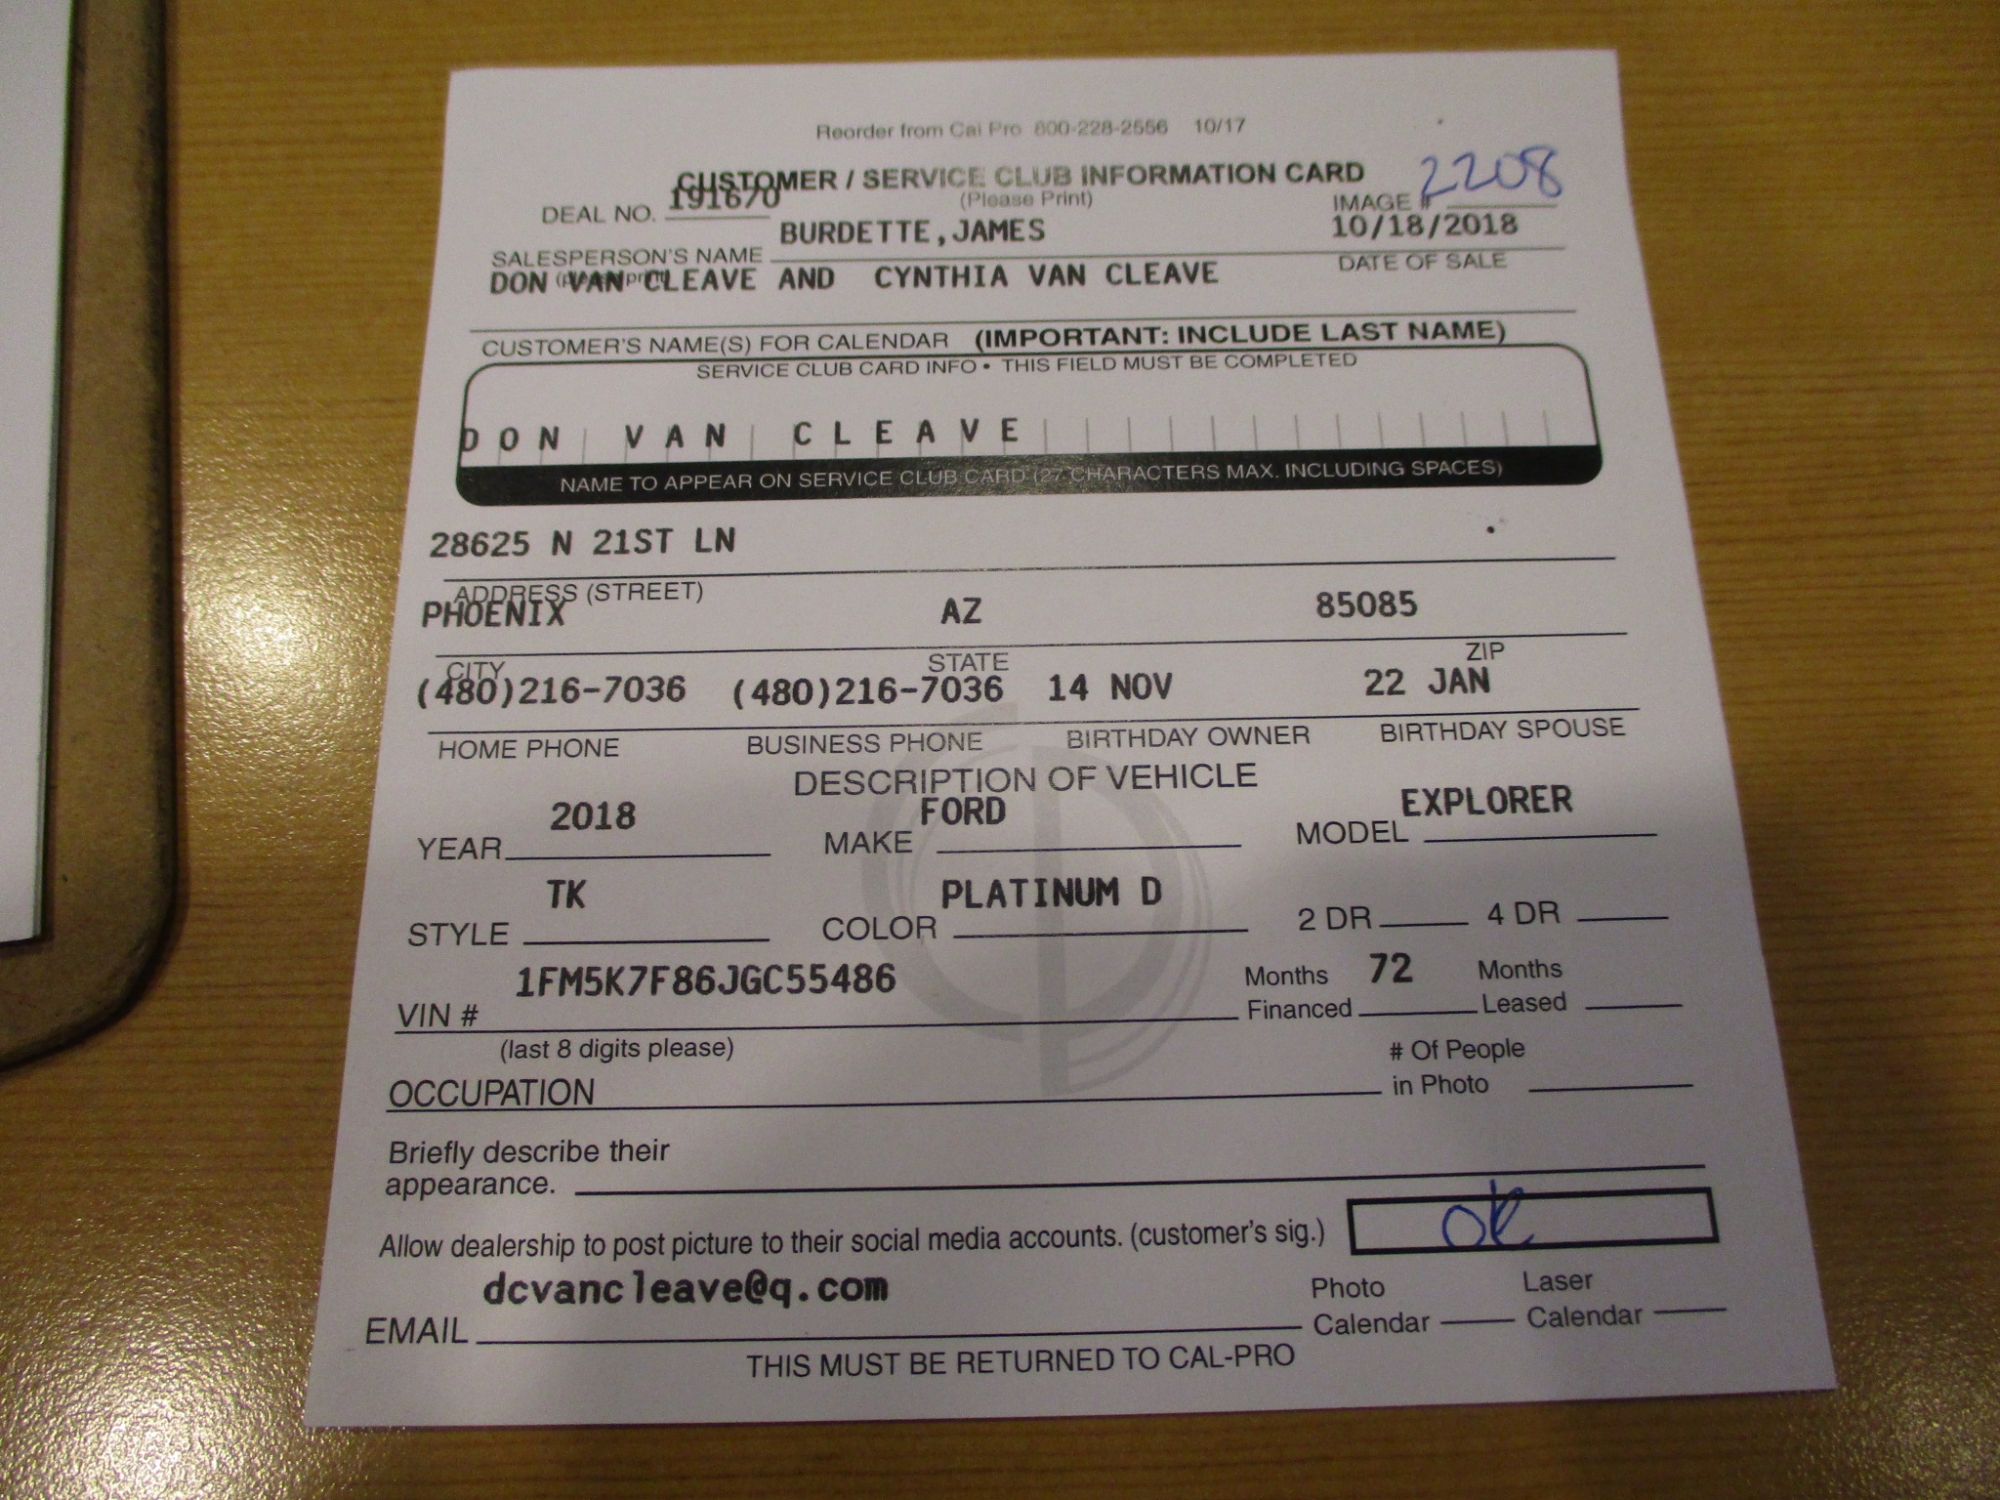 Reorder from Cal Pro 800-228-2556 10/17
CUSTOMER / SERVICE CLUB INFORMATION CARD
(Please Print)
DEAL NO. 191670
IMAGE # 2208
BURDETTE,JAMES 10/18/2018
SALESPERSON'S NAME DATE OF SALE
(please print)
DON VAN CLEAVE AND CYNTHIA VAN CLEAVE
CUSTOMER'S NAME(S) FOR CALENDAR (IMPORTANT: INCLUDE LAST NAME)
SERVICE CLUB CARD INFO • THIS FIELD MUST BE COMPLETED
DON VAN CLEAVE
NAME TO APPEAR ON SERVICE CLUB CARD (27 CHARACTERS MAX. INCLUDING SPACES)
28625 N 21ST LN
ADDRESS (STREET)
PHOENIX AZ 85085
CITY STATE ZIP
(480)216-7036 (480)216-7036 14 NOV 22 JAN
HOME PHONE BUSINESS PHONE BIRTHDAY OWNER BIRTHDAY SPOUSE
DESCRIPTION OF VEHICLE
YEAR 2018 MAKE FORD MODEL EXPLORER
STYLE TK COLOR PLATINUM D 2 DR 4 DR
VIN # 1FM5K7F86JGC55486 Months Financed 72 Months Leased
(last 8 digits please)
OCCUPATION # Of People in Photo
Briefly describe their
appearance.
Allow dealership to post picture to their social media accounts. (customer's sig.) ok
EMAIL dcvancleave@q.com Photo Calendar Laser Calendar
THIS MUST BE RETURNED TO CAL-PRO